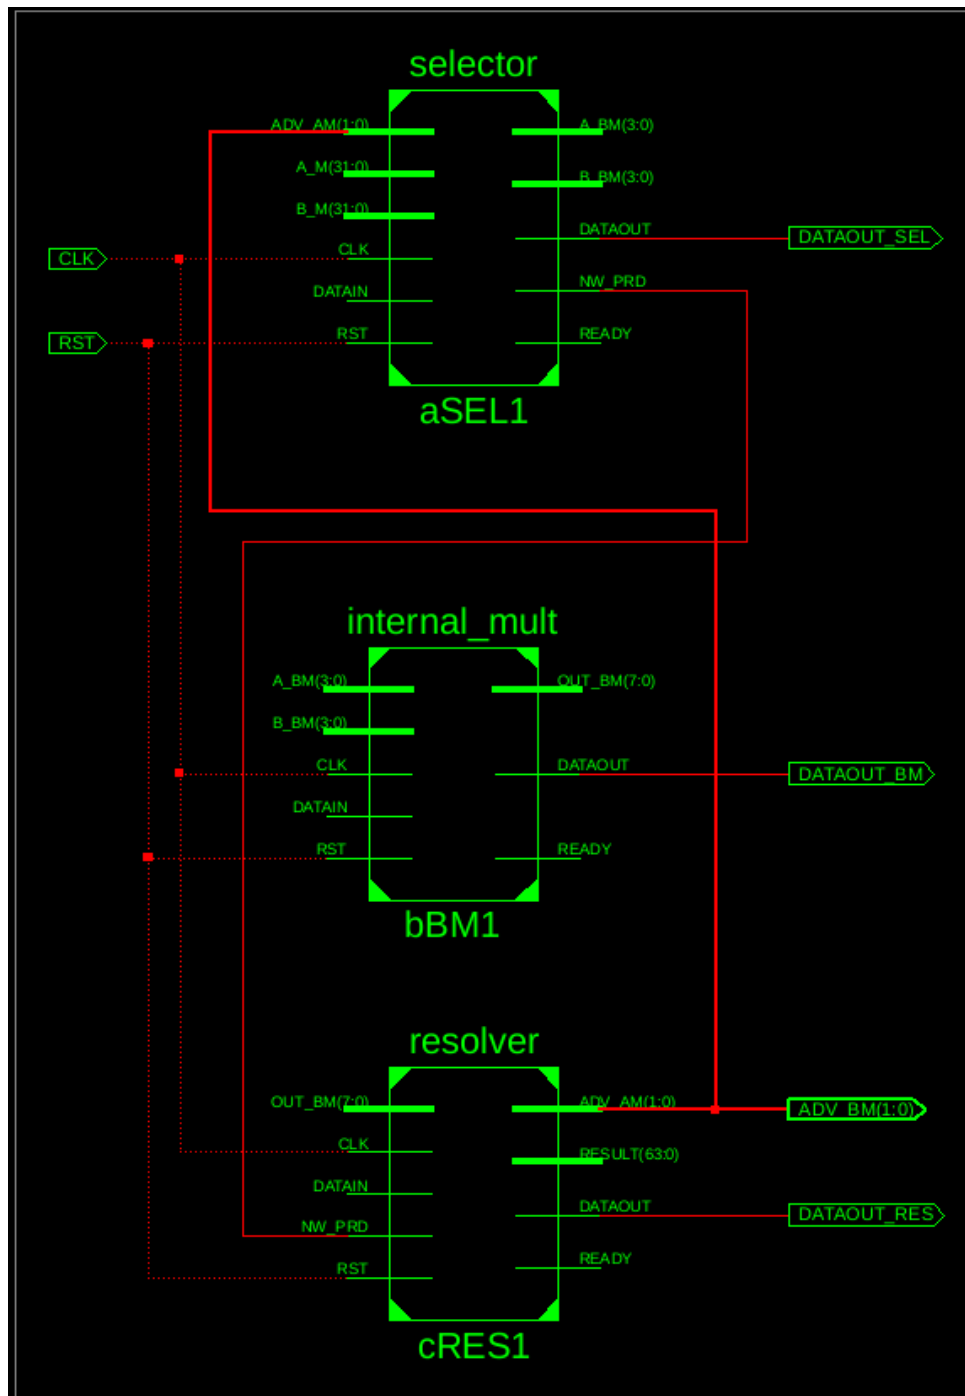 selector
ADV_AM(1:0)
A_BM(3:0)
A_M(31:0)
B_BM(3:0)
B_M(31:0)
DATAOUT
DATAOUT_SEL
CLK
CLK
DATAIN
NW_PRD
RST
RST
READY
aSEL1
internal_mult
A_BM(3:0)
OUT_BM(7:0)
B_BM(3:0)
CLK
DATAOUT
DATAOUT_BM
DATAIN
RST
READY
bBM1
resolver
OUT_BM(7:0)
ADV_AM(1:0)
ADV_BM(1:0)
CLK
RESULT(63:0)
DATAIN
DATAOUT
DATAOUT_RES
NW_PRD
RST
READY
cRES1